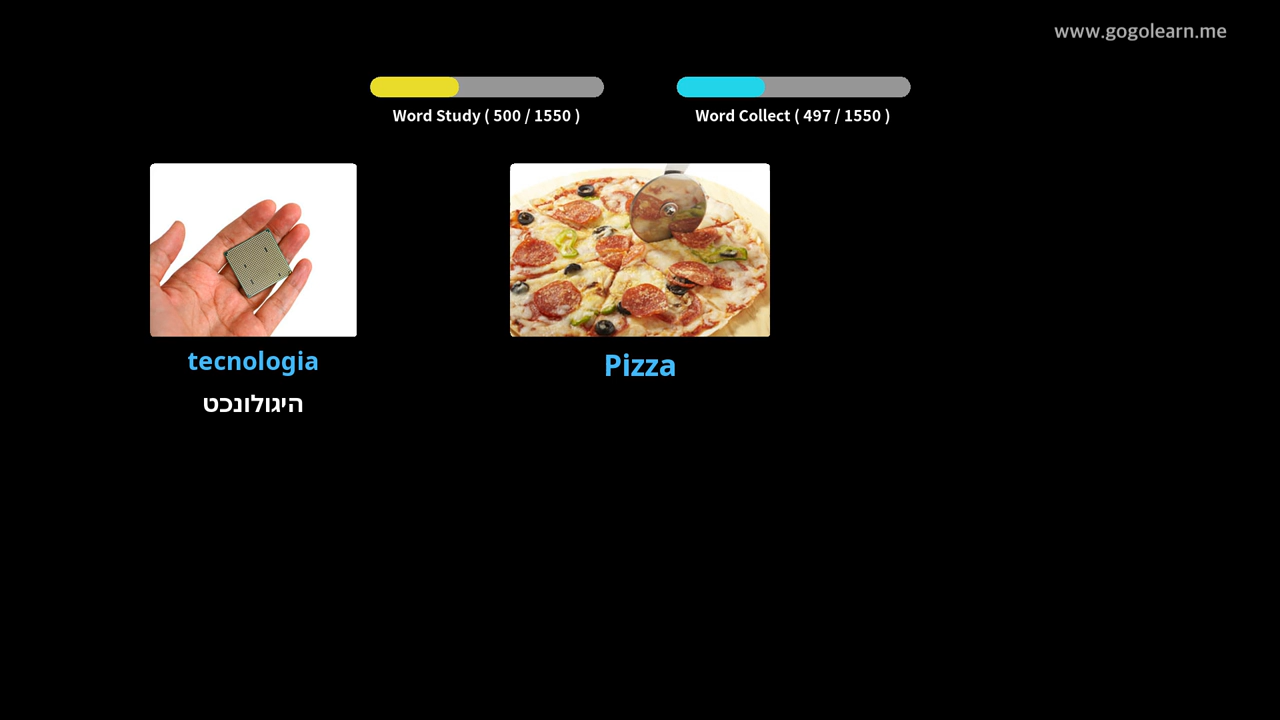 www.gogolearn.me
Word Study ( 500 / 1550 )
Word Collect ( 497 / 1550 )
tecnologia
היגולונכט
Pizza